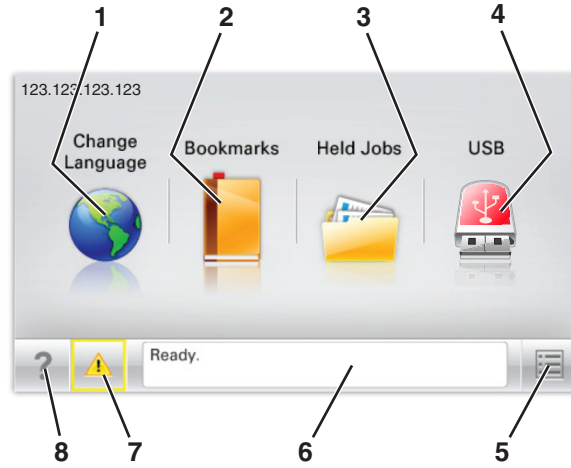 1 2 3 4
123.123.123.123
Change
Language
Bookmarks
Held Jobs
USB
?
Ready.
8 7 6 5